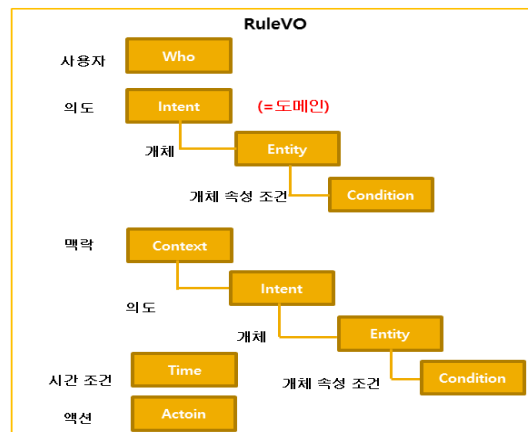 RuleVO
사용자 Who
의도 Intent (=도메인)
개체 Entity
개체 속성 조건 Condition
맥락 Context
의도 Intent
개체 Entity
시간 조건 Time 개체 속성 조건 Condition
액션 Actoin